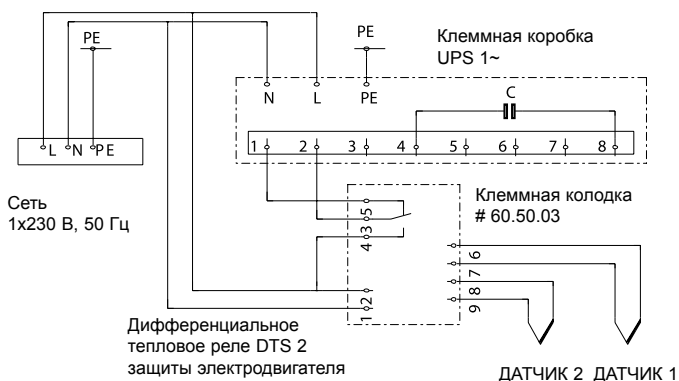 PE
PE
Клеммная коробка
UPS 1~
N L PE
C
L N PE
1 2 3 4 5 6 7 8
Сеть
1x230 В, 50 Гц
Клеммная колодка
# 60.50.03
5
3
4
6
7
8
9
2
1
Дифференциальное
тепловое реле DTS 2
защиты электродвигателя
ДАТЧИК 2 ДАТЧИК 1